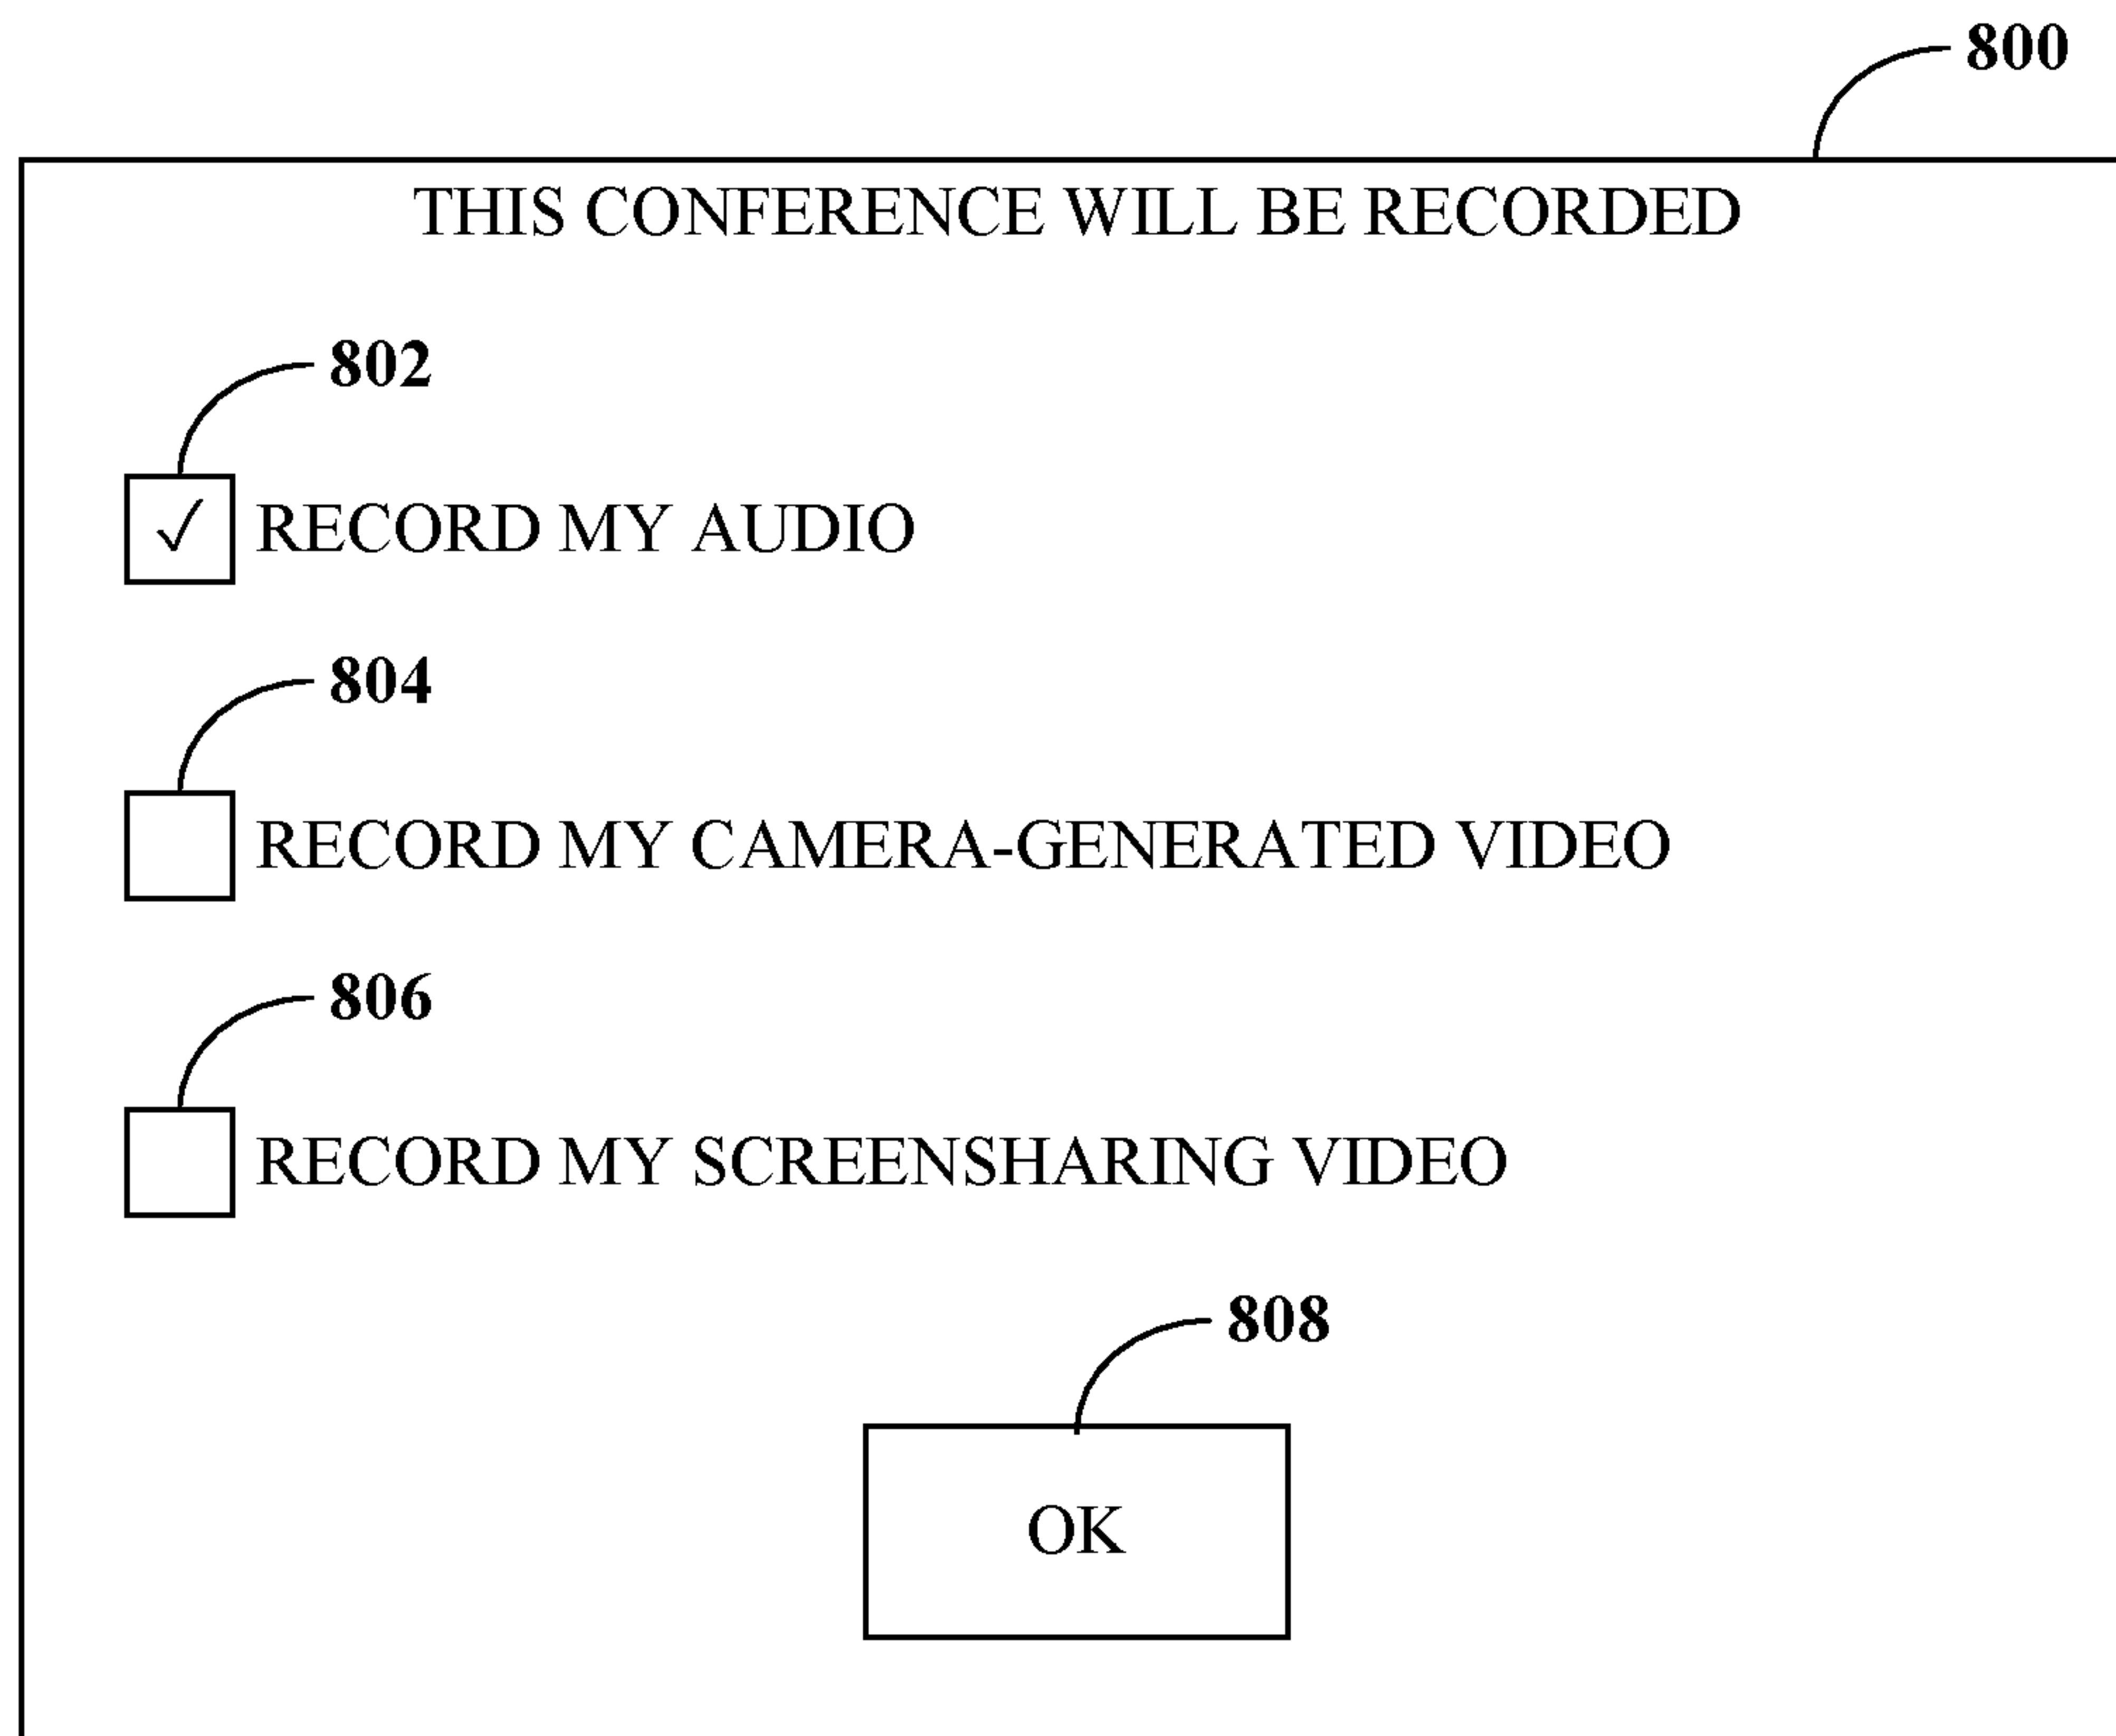 800
THIS CONFERENCE WILL BE RECORDED
802
✓ RECORD MY AUDIO
804
RECORD MY CAMERA-GENERATED VIDEO
806
RECORD MY SCREENSHARING VIDEO
808
OK